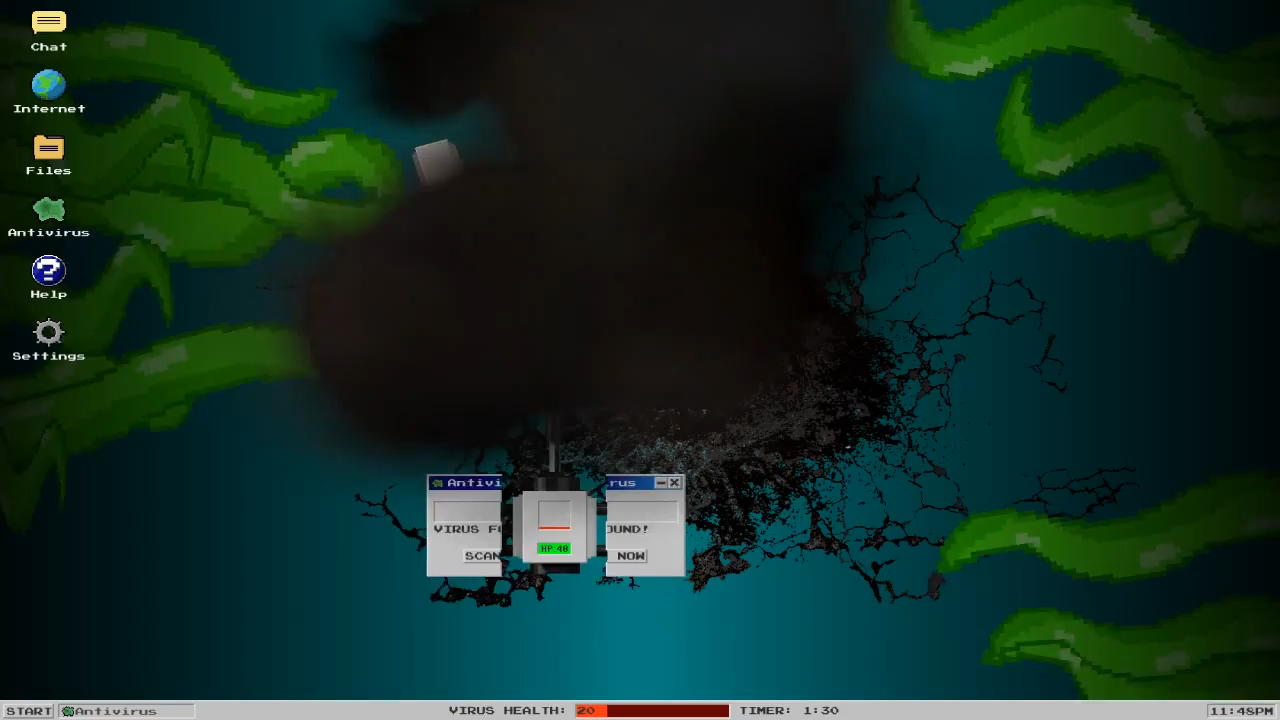 Chat
Internet
Files
Antivirus
Help
Settings
Antivi
rus
VIRUS F
OUND!
SCAN
NOW
HP:40
START
Antivirus
VIRUS HEALTH: 20
TIMER: 1:30
11:48PM